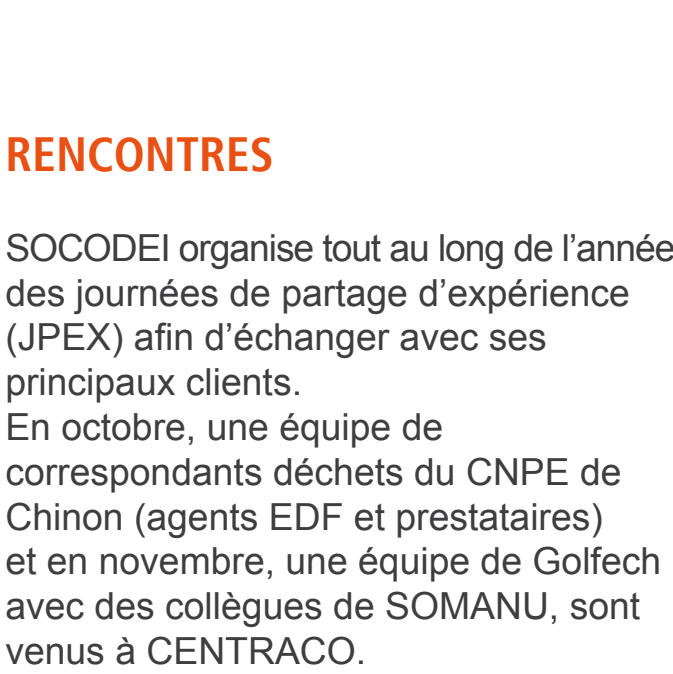 RENCONTRES
SOCODEI organise tout au long de l’année
des journées de partage d’expérience
(JPEX) afin d’échanger avec ses
principaux clients.
En octobre, une équipe de
correspondants déchets du CNPE de
Chinon (agents EDF et prestataires)
et en novembre, une équipe de Golfech
avec des collègues de SOMANU, sont
venus à CENTRACO.